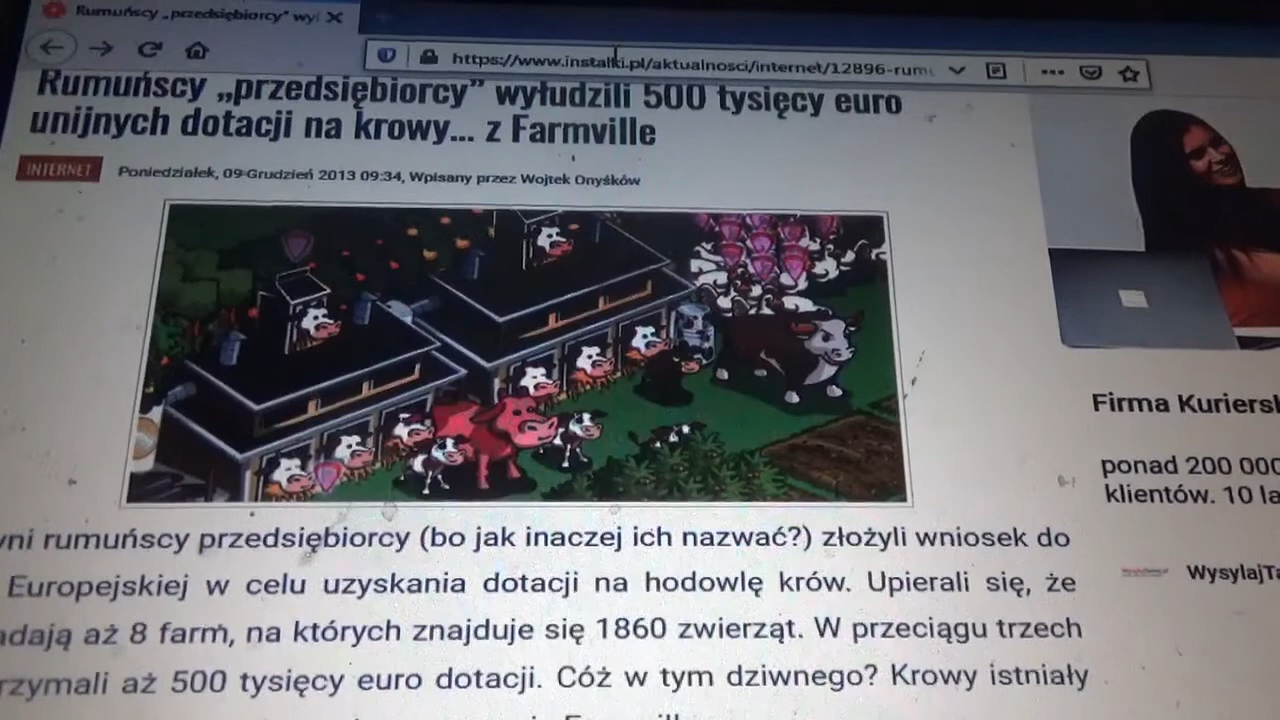 Rumuńscy „przedsiębiorcy” wył
https://www.instalki.pl/aktualnosci/internet/12896-rum
Rumuńscy „przedsiębiorcy” wyłudzili 500 tysięcy euro
unijnych dotacji na krowy... z Farmville
INTERNET
Poniedziałek, 09 Grudzień 2013 09:34, Wpisany przez Wojtek Onyśków
wni rumuńscy przedsiębiorcy (bo jak inaczej ich nazwać?) złożyli wniosek do
Europejskiej w celu uzyskania dotacji na hodowlę krów. Upierali się, że
adają aż 8 farm, na których znajduje się 1860 zwierząt. W przeciągu trzech
rzymali aż 500 tysięcy euro dotacji. Cóż w tym dziwnego? Krowy istniały
Firma Kuriersk
ponad 200 000
klientów. 10 la
WysylajTa